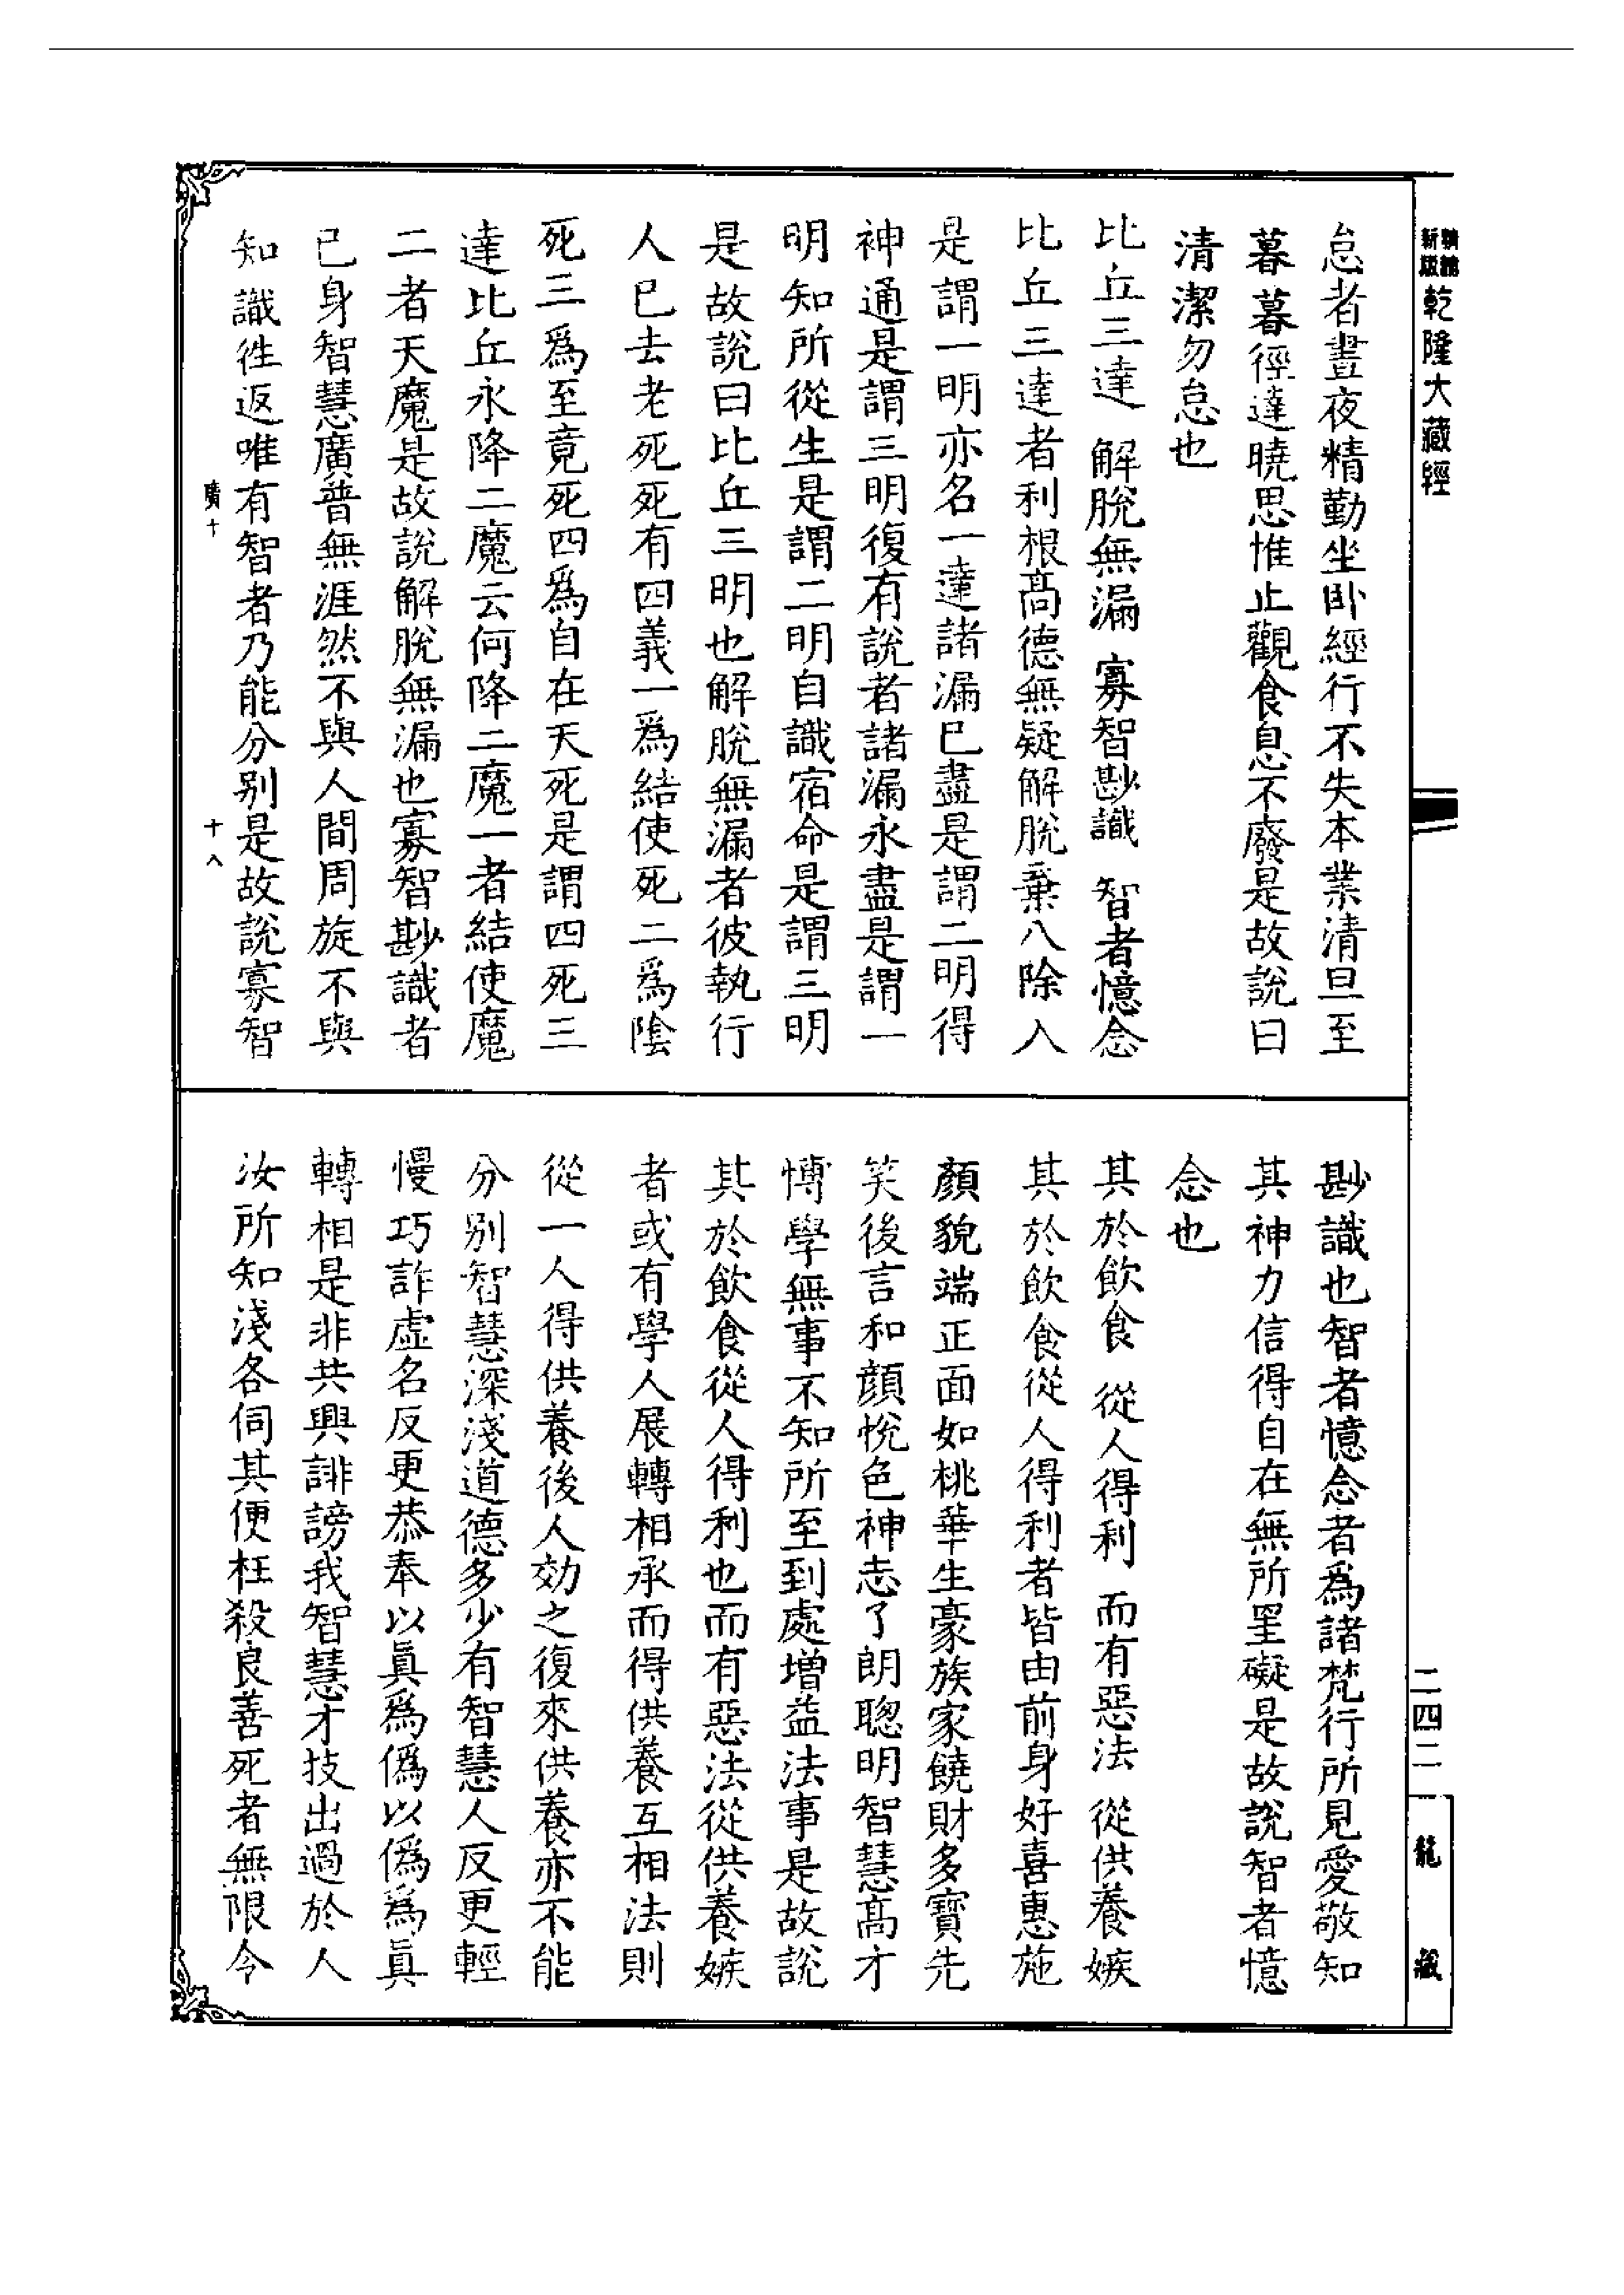 乾隆大藏經
怠者晝夜精勤坐卧經行不失本業清旦至
暮暮徑達曉思惟止觀食息不廢是故說曰
清潔勿怠也
比丘三達　解脫無漏　寡智尠識　智者憶念
比丘三達者利根高德無疑解脫棄八除入
是謂一明亦名一達諸漏已盡是謂二明得
神通是謂三明復有說者諸漏永盡是謂一
明知所從生是謂二明自識宿命是謂三明
是故說曰比丘三明也解脫無漏者彼執行
人已去老死死有四義一為結使死二為陰
死三為至竟死四為自在天死是謂四死三
達比丘永降二魔云何降二魔一者結使魔
二者天魔是故說解脫無漏也寡智尠識者
已身智慧廣普無涯然不與人間周旋不與
知識徃返唯有智者乃能分別是故說寡智
廣十　十八
尠識也智者憶念者為諸梵行所見愛敬知
其神力信得自在無所罣礙是故說智者憶
念也
其於飲食　從人得利　而有惡法　從供養嫉
其於飲食從人得利者皆由前身好喜惠施
顏貌端正面如桃華生豪族家饒財多寶先
笑後言和顏悅色神志了朗聰明智慧高才
愽學無事不知所至到處增益法事是故說
其於飲食從人得利也而有惡法從供養嫉
者或有學人展轉相承而得供養互相法則
從一人得供養後人効之復來供養亦不能
分別智慧深淺道德多少有智慧人反更輕
慢巧詐虛名反更恭奉以真為偽以偽為真
轉相是非共興誹謗我智慧才技出過於人
汝所知淺各伺其便枉殺良善死者無限今
二四二
龍藏